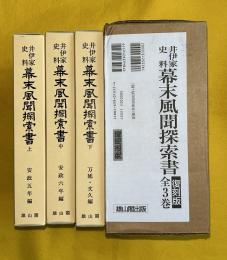 井伊家史料
幕末風聞探索書
上
安政五年編
雄山閣
井伊家史料
幕末風聞探索書
中
安政六年編
雄山閣
井伊家史料
幕末風聞探索書
下
万延・文久編
雄山閣
井伊家史料
幕末風聞探索書
全3巻
復刻版
雄山閣出版